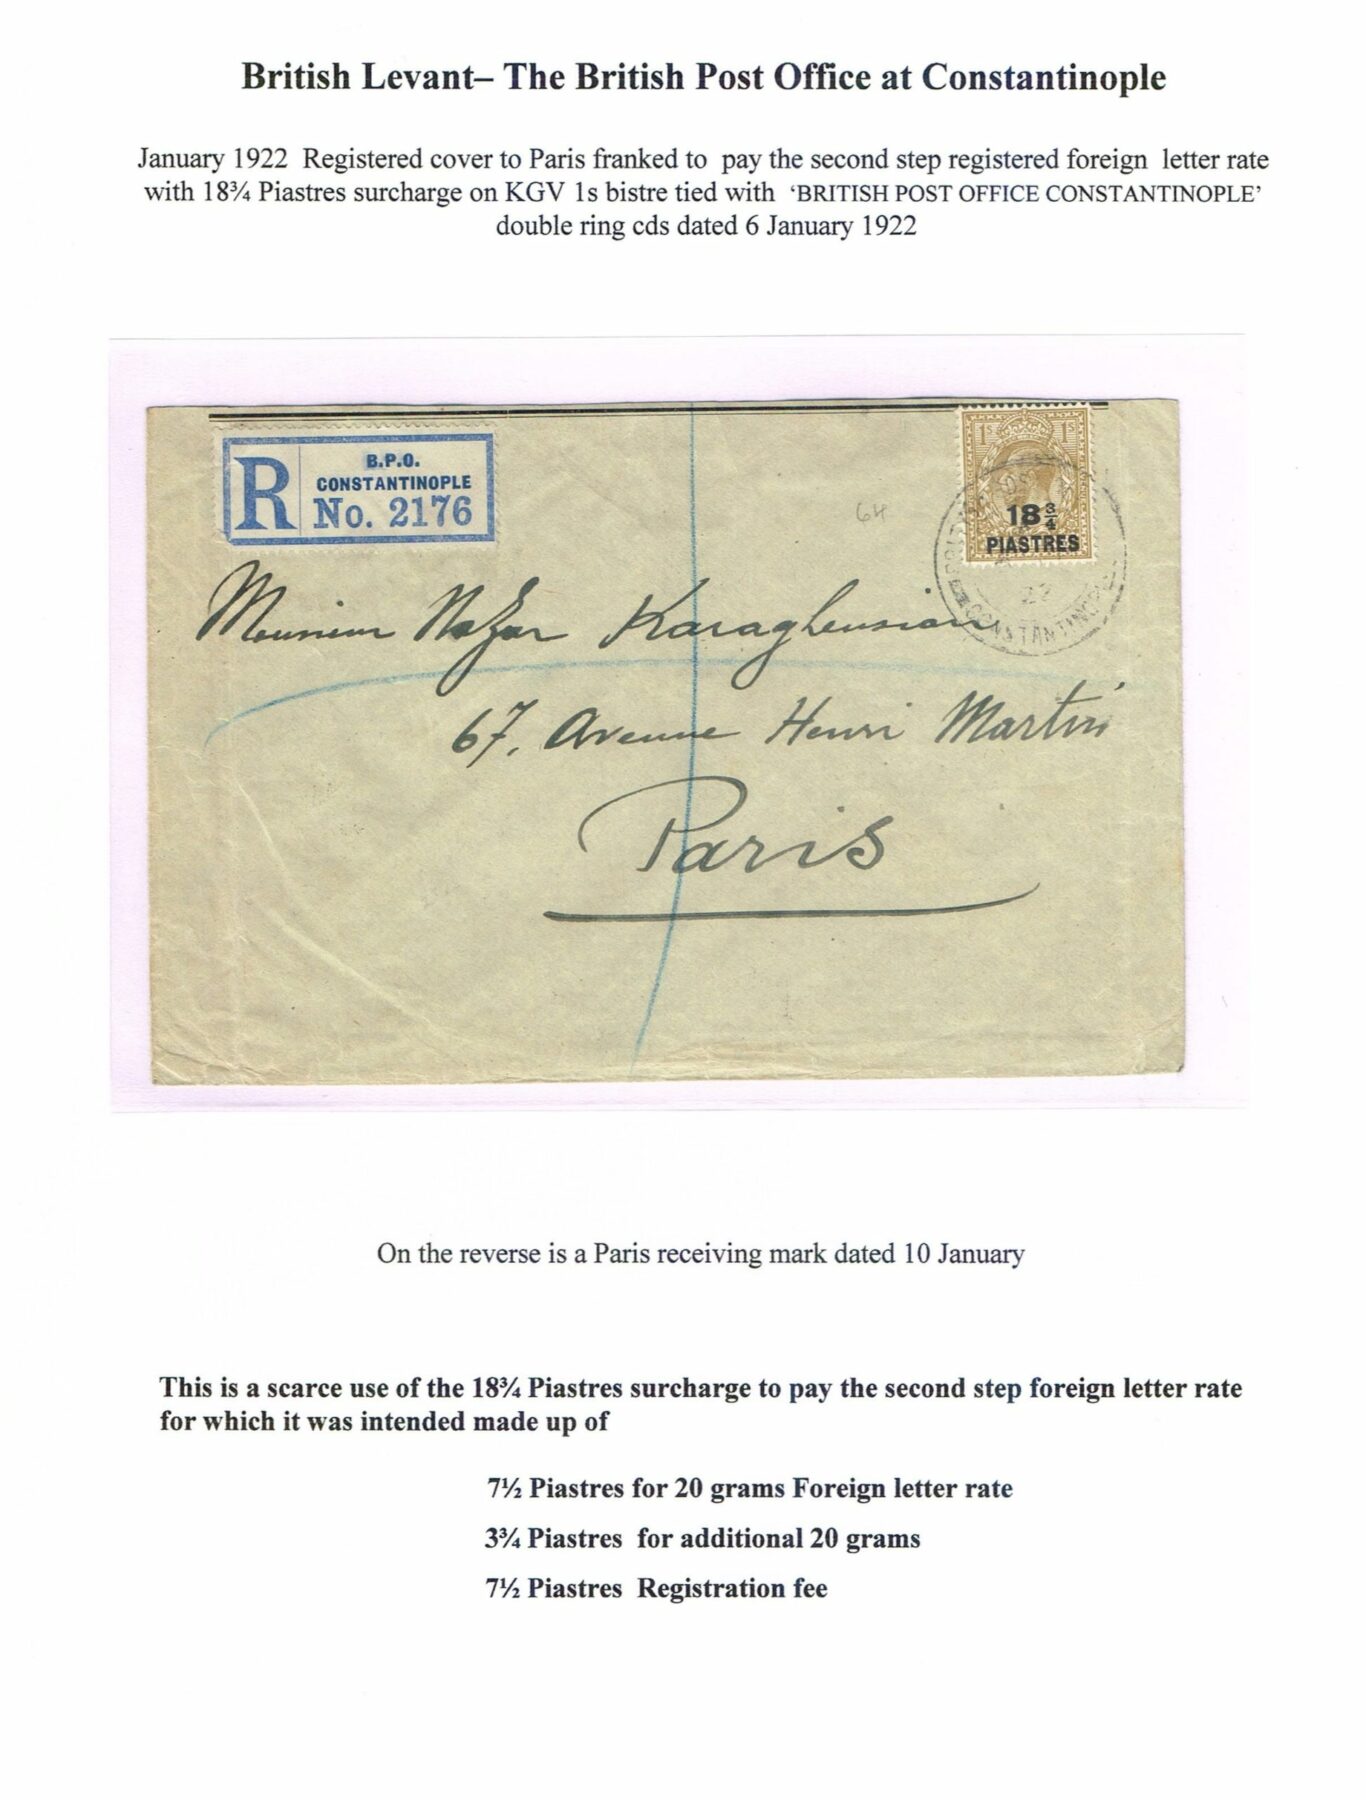 British Levant– The British Post Office at Constantinople
January 1922 Registered cover to Paris franked to pay the second step registered foreign letter rate
with 18¾ Piastres surcharge on KGV 1s bistre tied with ‘BRITISH POST OFFICE CONSTANTINOPLE’
double ring cds dated 6 January 1922
R
B.P.O.
CONSTANTINOPLE
No. 2176
1S 1S
18¾
PIASTRES
22
CONSTANTINOPLE
64
Monsieur Nazar Karagheusian
67, Avenue Henri Martin
Paris
On the reverse is a Paris receiving mark dated 10 January
This is a scarce use of the 18¾ Piastres surcharge to pay the second step foreign letter rate
for which it was intended made up of
7½ Piastres for 20 grams Foreign letter rate
3¾ Piastres for additional 20 grams
7½ Piastres Registration fee